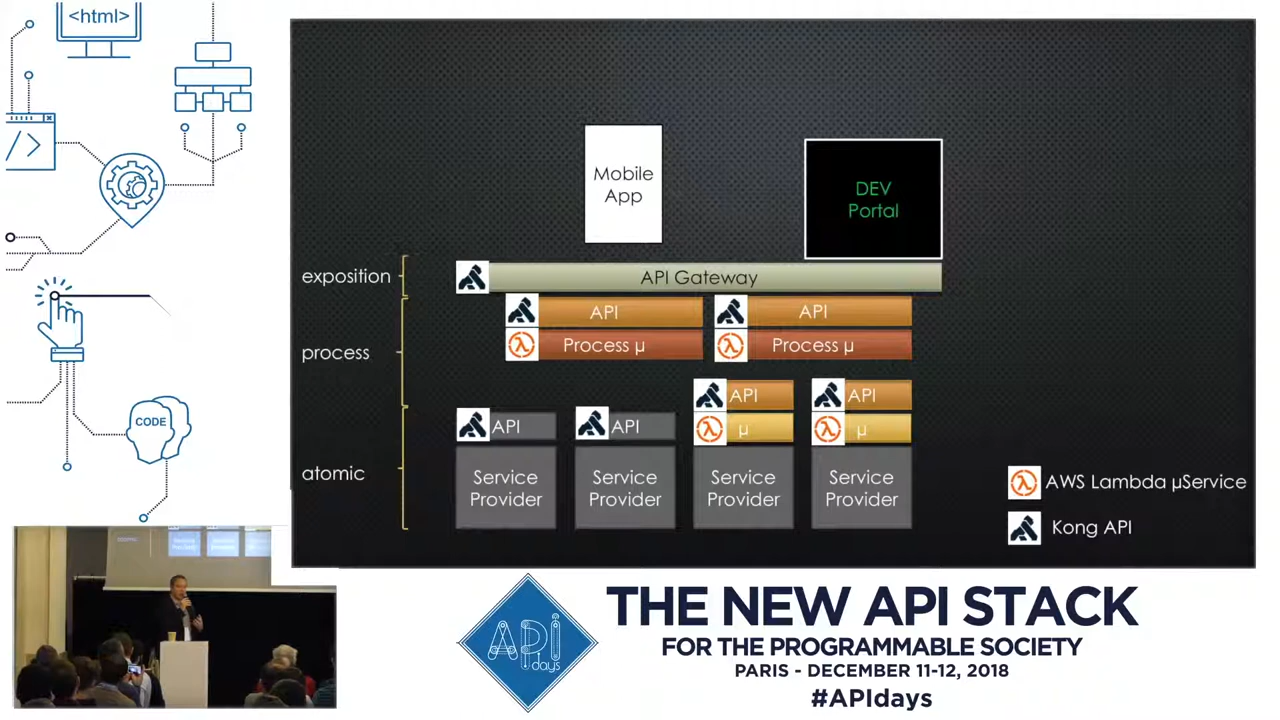 <html>
</>
CODE
Mobile
App
DEV
Portal
exposition
API Gateway
API
API
process
Process µ
Process µ
API
API
API
API
µ
µ
atomic
Service
Provider
Service
Provider
Service
Provider
Service
Provider
AWS Lambda µService
Kong API
API
days
THE NEW API STACK
FOR THE PROGRAMMABLE SOCIETY
PARIS - DECEMBER 11-12, 2018
#APIdays